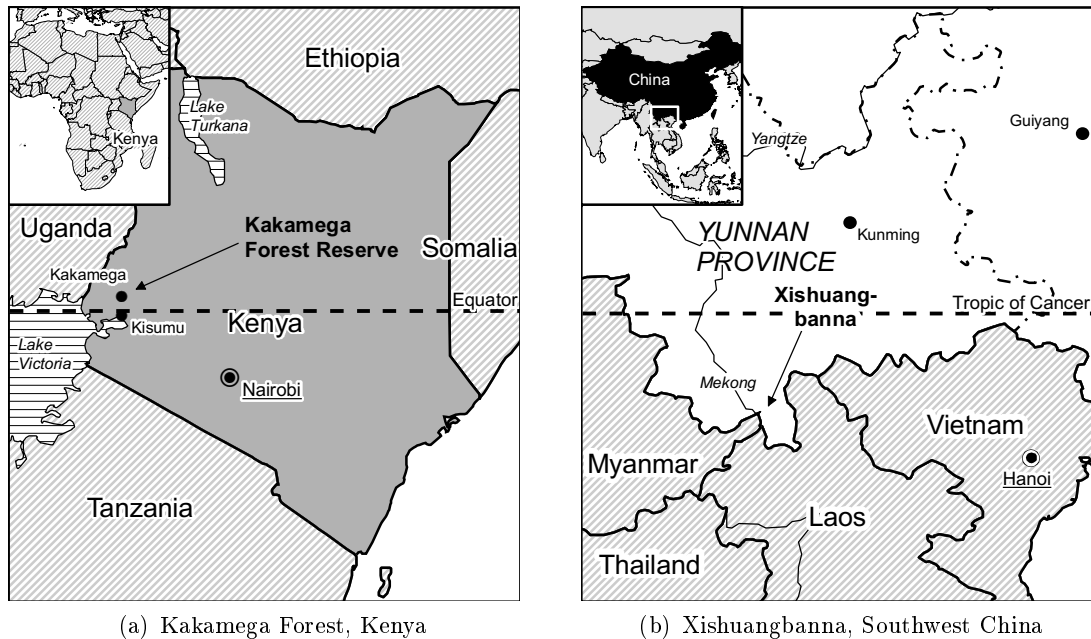 Ethiopia
Lake
Turkana
Kenya
Uganda
Kakamega
Forest Reserve
Somalia
Kakamega
Equator
Kisumu
Kenya
Lake
Victoria
Nairobi
Tanzania
(a) Kakamega Forest, Kenya
China
Guiyang
Yangtze
Kunming
YUNNAN
PROVINCE
Xishuang-
banna
Tropic of Cancer
Mekong
Vietnam
Myanmar
Hanoi
Laos
Thailand
(b) Xishuangbanna, Southwest China